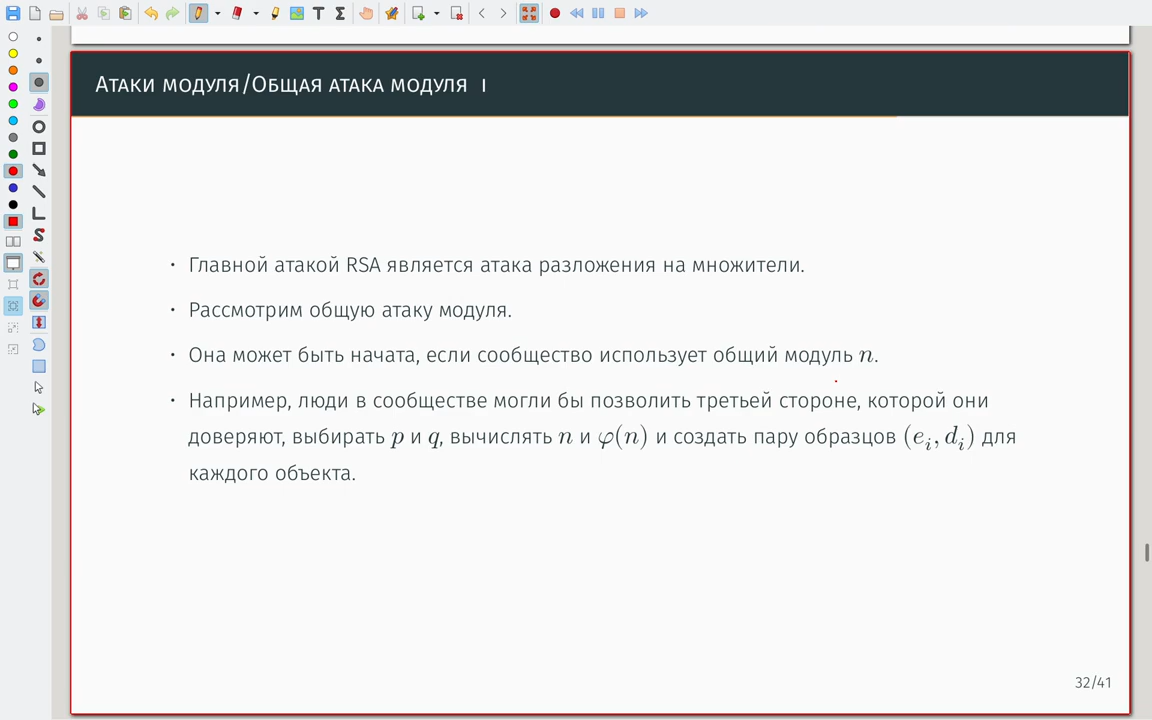 Атаки модуля/Общая атака модуля I
• Главной атакой RSA является атака разложения на множители.
• Рассмотрим общую атаку модуля.
• Она может быть начата, если сообщество использует общий модуль n.
• Например, люди в сообществе могли бы позволить третьей стороне, которой они
доверяют, выбирать p и q, вычислять n и φ(n) и создать пару образцов (e_i, d_i) для
каждого объекта.
32/41